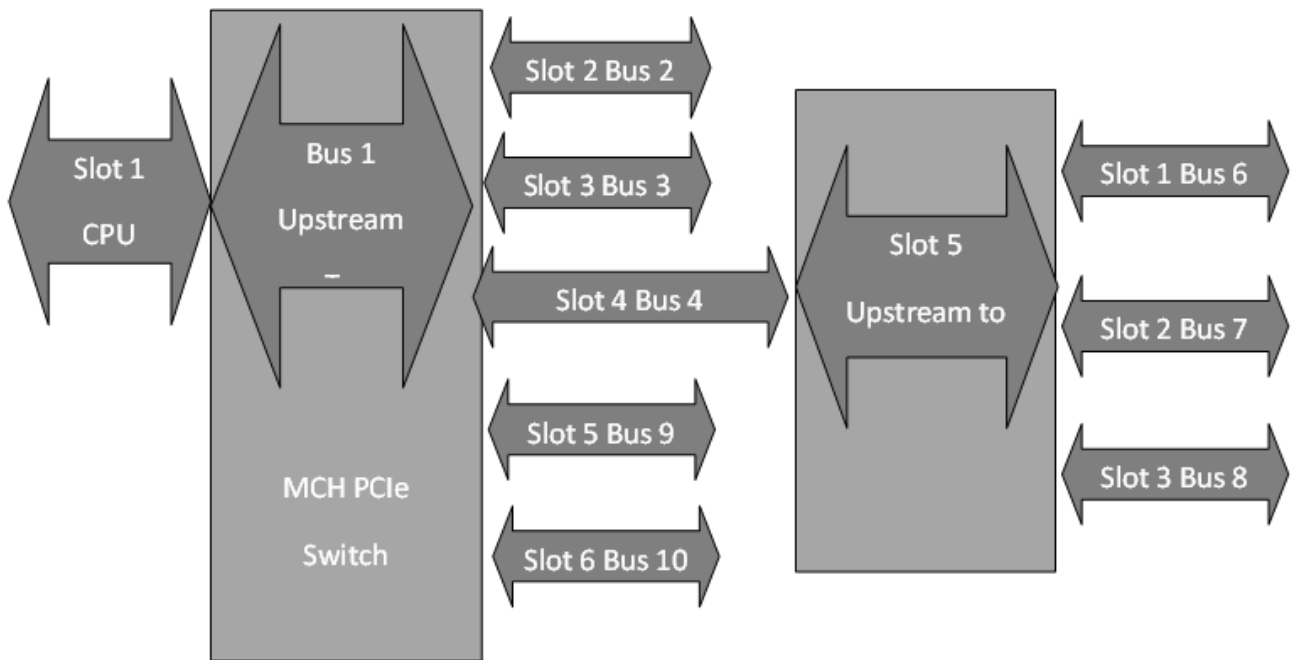 Slot 1
CPU
Bus 1
Upstream
MCH PCIe
Switch
Slot 2 Bus 2
Slot 3 Bus 3
Slot 4 Bus 4
Slot 5 Bus 9
Slot 6 Bus 10
Slot 5
Upstream to
Slot 1 Bus 6
Slot 2 Bus 7
Slot 3 Bus 8